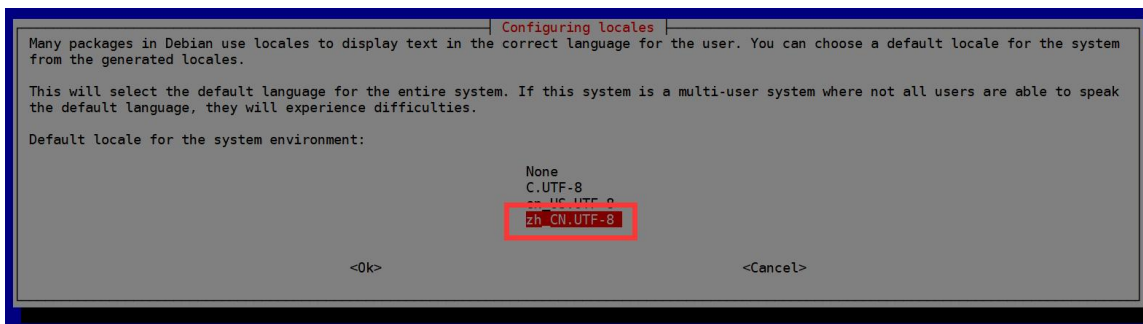 Configuring locales
Many packages in Debian use locales to display text in the correct language for the user. You can choose a default locale for the system
from the generated locales.
This will select the default language for the entire system. If this system is a multi-user system where not all users are able to speak
the default language, they will experience difficulties.
Default locale for the system environment:
None
C.UTF-8
en_US.UTF-8
zh_CN.UTF-8
<Ok> <Cancel>